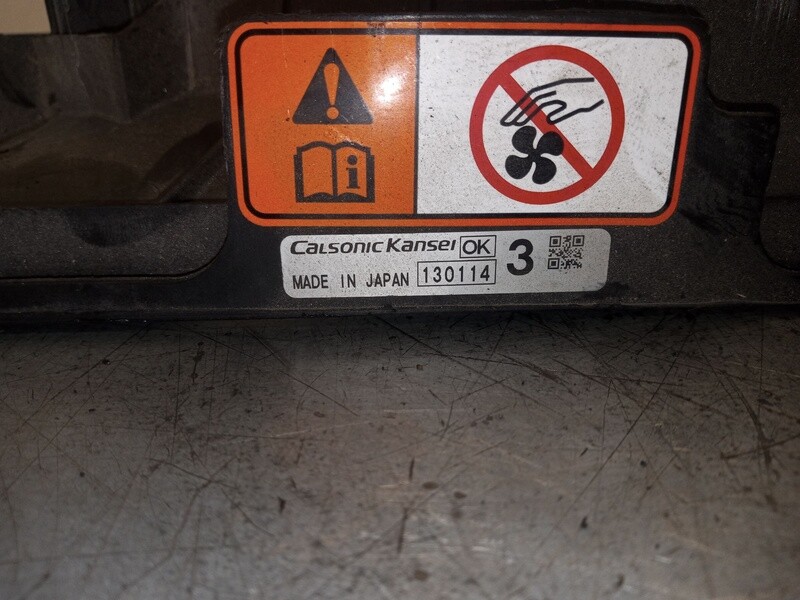 Calsonic Kansei OK 3
MADE IN JAPAN 130114